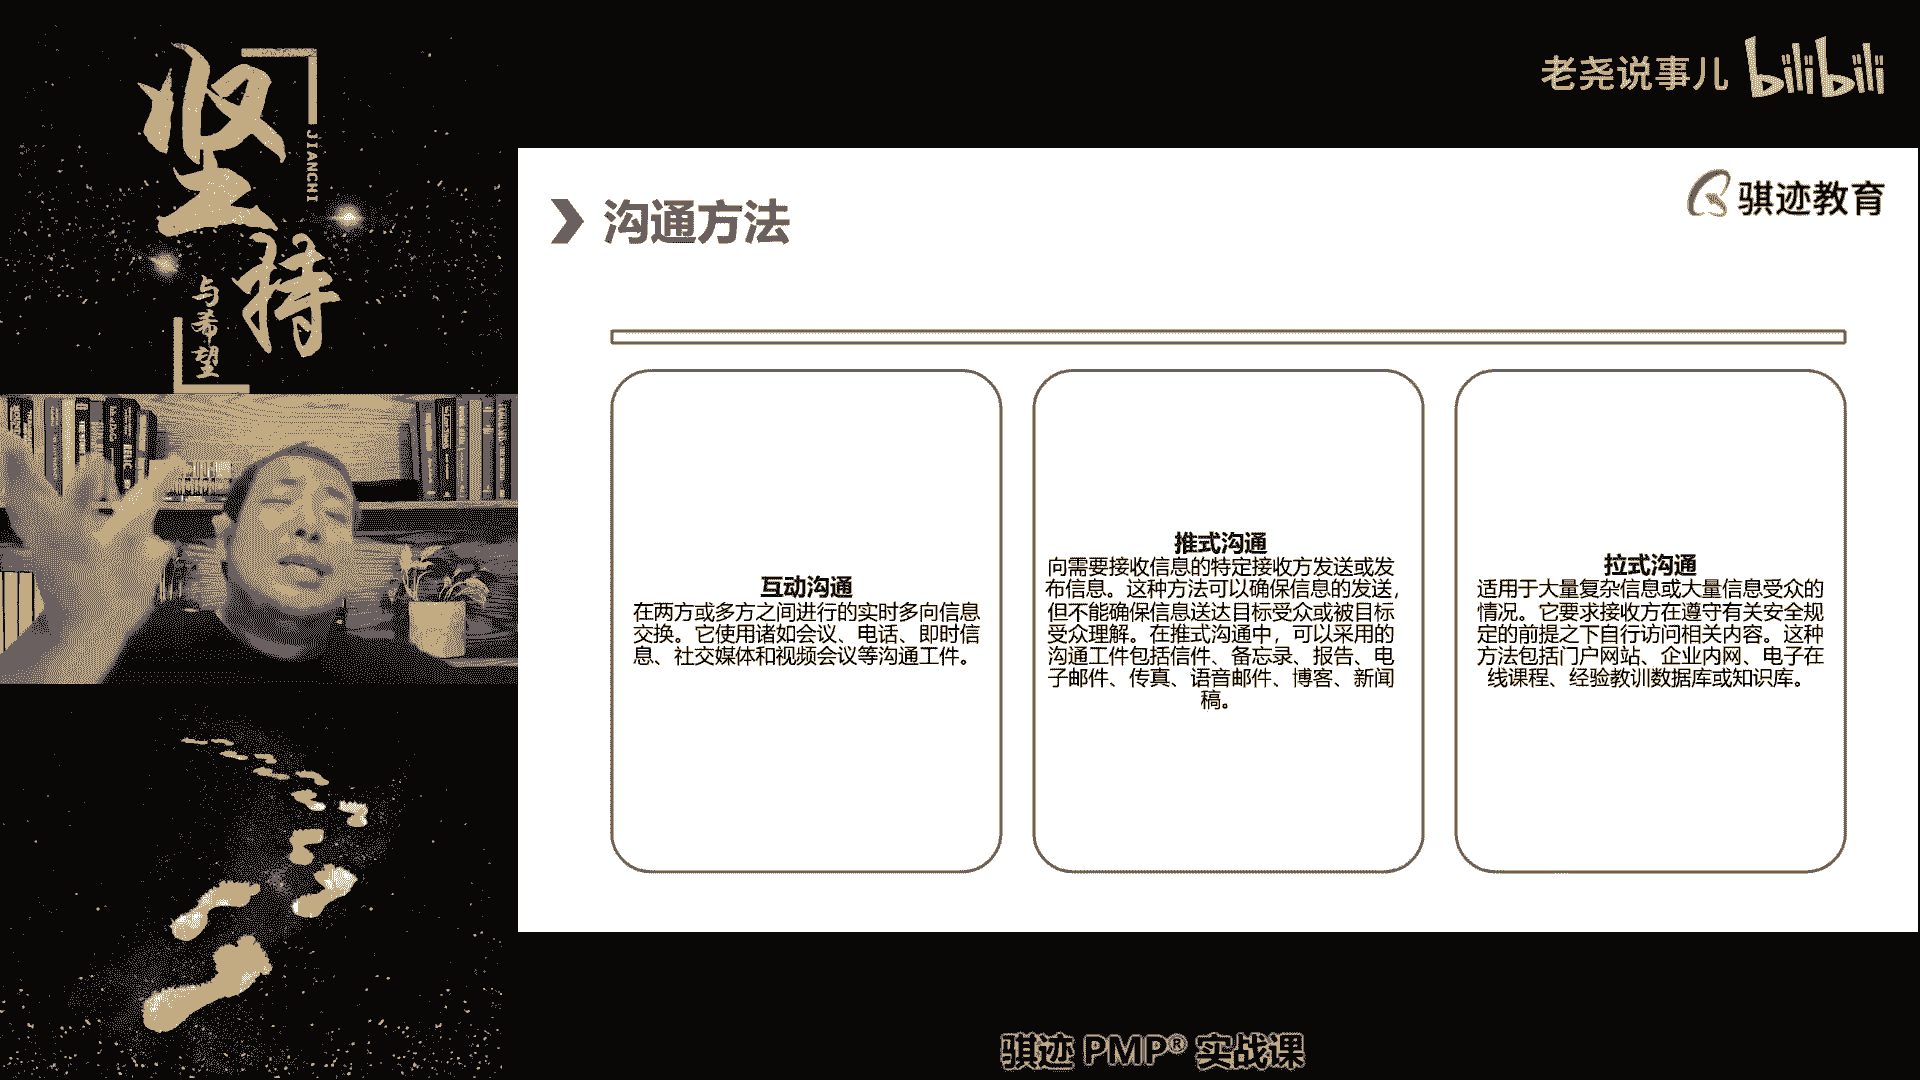 坚持
JIANCHI
与希望
老尧说事儿 bilibili
骐迹教育
沟通方法
互动沟通
在两方或多方之间进行的实时多向信息
交换。它使用诸如会议、电话、即时信
息、社交媒体和视频会议等沟通工件。
推式沟通
向需要接收信息的特定接收方发送或发
布信息。这种方法可以确保信息的发送，
但不能确保信息送达目标受众或被目标
受众理解。在推式沟通中，可以采用的
沟通工件包括信件、备忘录、报告、电
子邮件、传真、语音邮件、博客、新闻
稿。
拉式沟通
适用于大量复杂信息或大量信息受众的
情况。它要求接收方在遵守有关安全规
定的前提之下自行访问相关内容。这种
方法包括门户网站、企业内网、电子在
线课程、经验教训数据库或知识库。
骐迹 PMP® 实战课